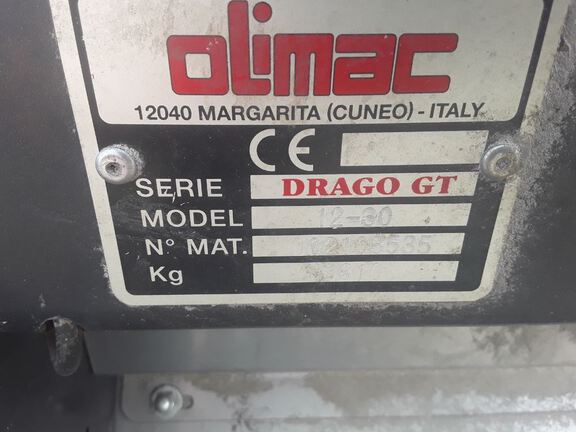 olimac
12040 MARGARITA (CUNEO) - ITALY
CE
SERIE DRAGO GT
MODEL 12-30
N° MAT.
Kg